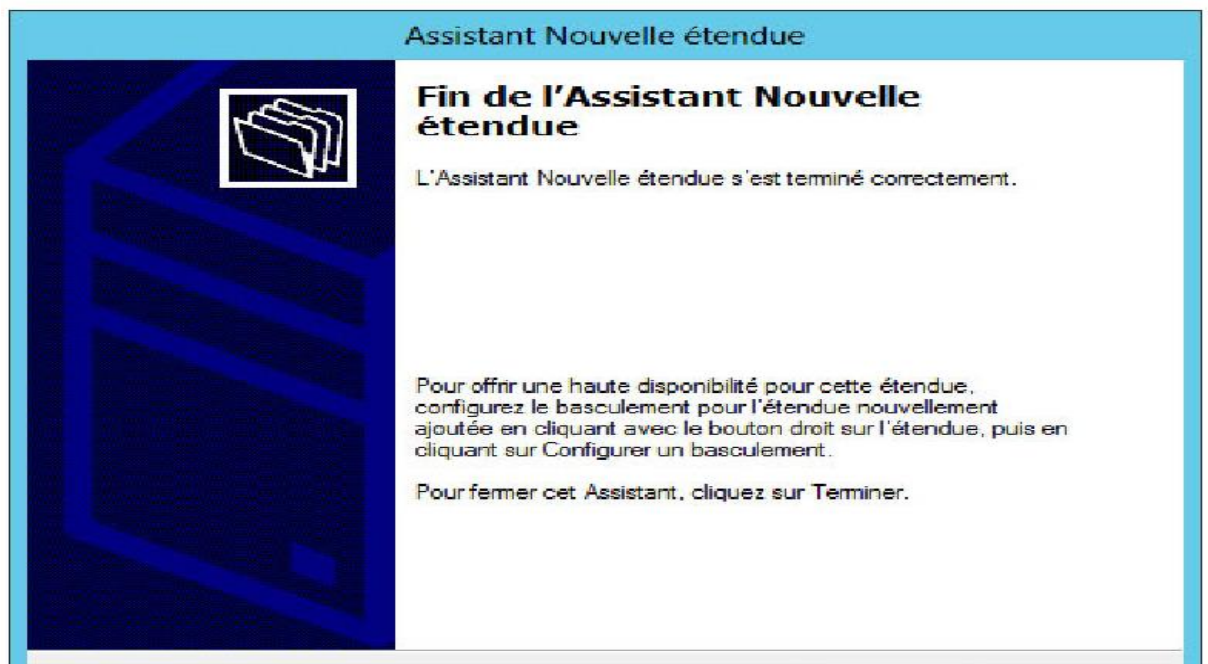 Assistant Nouvelle étendue
Fin de l'Assistant Nouvelle
étendue
L'Assistant Nouvelle étendue s'est terminé correctement.
Pour offrir une haute disponibilité pour cette étendue,
configurez le basculement pour l'étendue nouvellement
ajoutée en cliquant avec le bouton droit sur l'étendue, puis en
cliquant sur Configurer un basculement.
Pour fermer cet Assistant, cliquez sur Terminer.